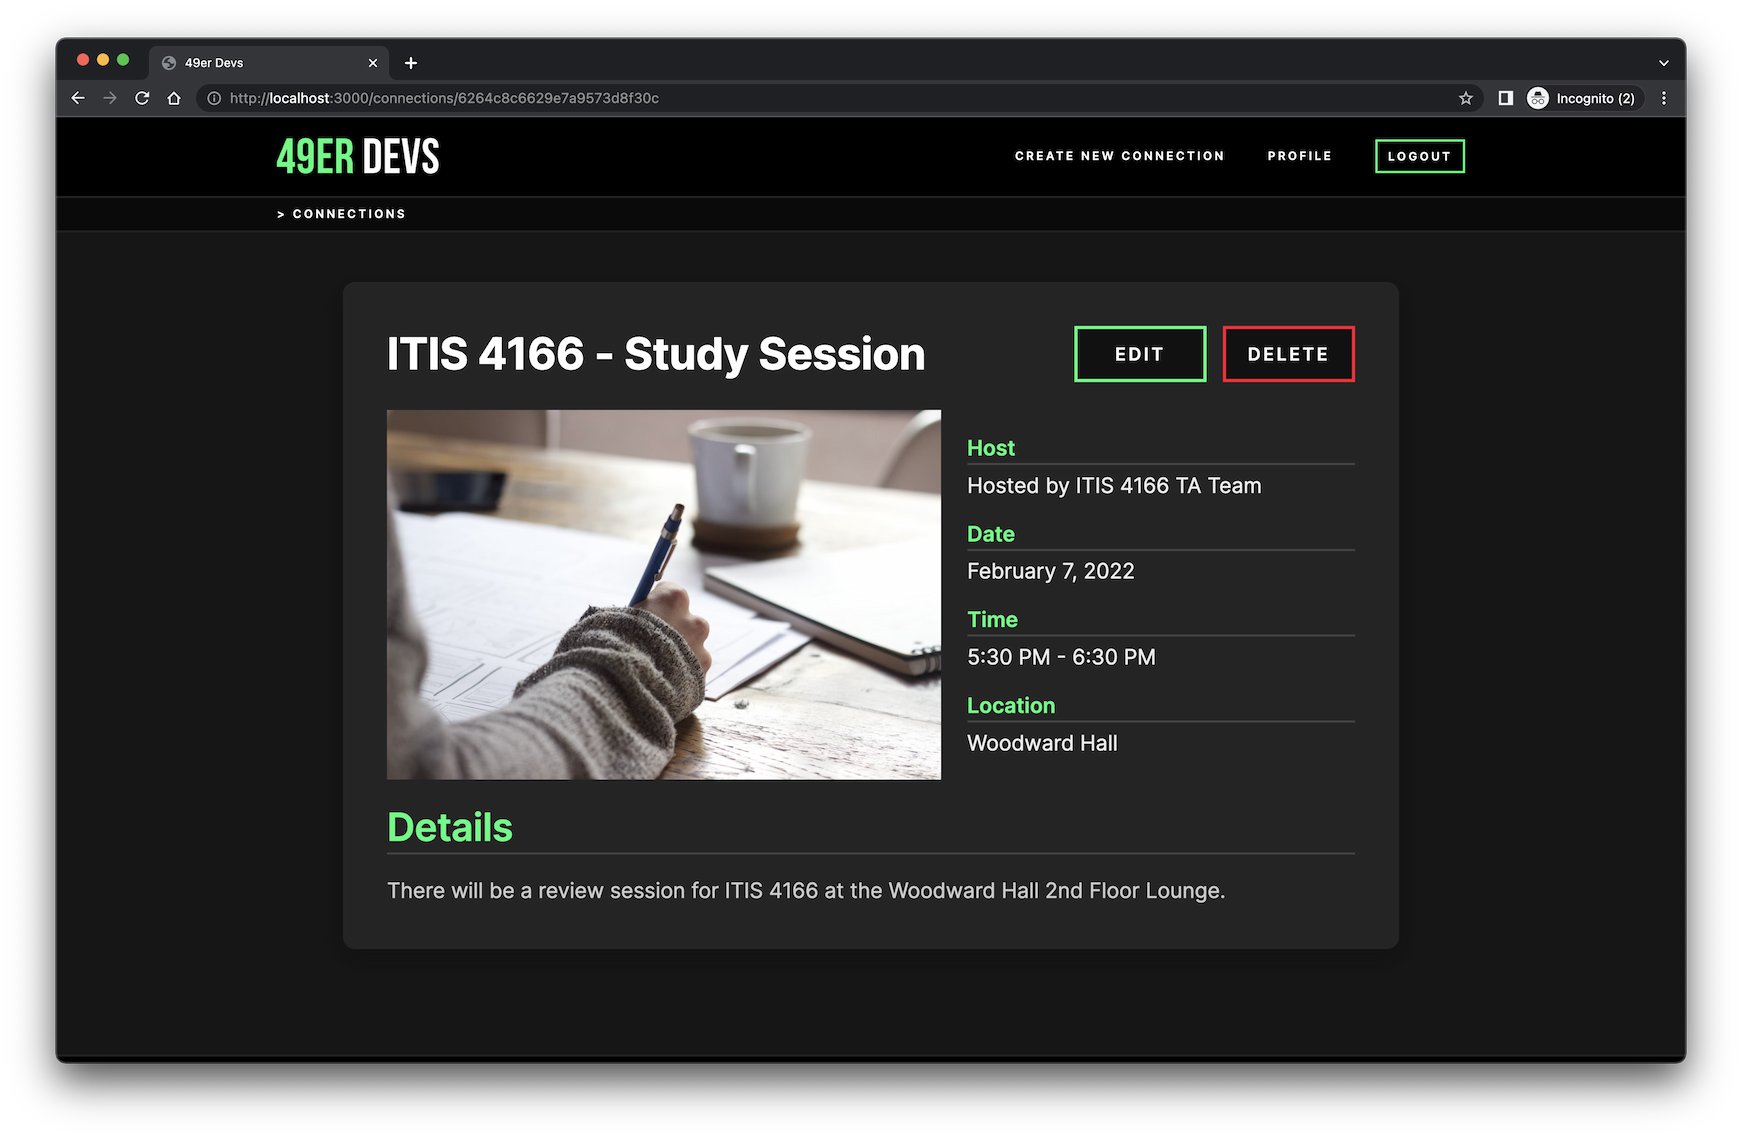 49er Devs
http://localhost:3000/connections/6264c8c6629e7a9573d8f30c
Incognito (2)
49ER DEVS
CREATE NEW CONNECTION
PROFILE
LOGOUT
> CONNECTIONS
ITIS 4166 - Study Session
EDIT
DELETE
Host
Hosted by ITIS 4166 TA Team
Date
February 7, 2022
Time
5:30 PM - 6:30 PM
Location
Woodward Hall
Details
There will be a review session for ITIS 4166 at the Woodward Hall 2nd Floor Lounge.